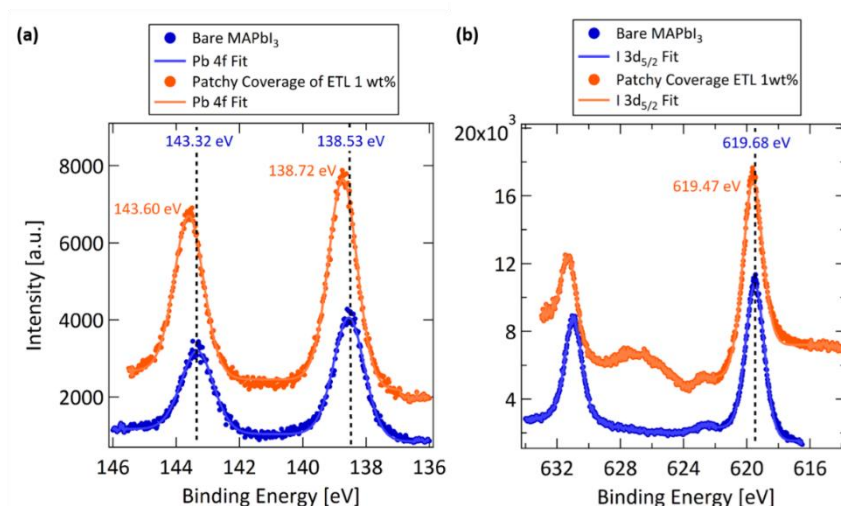 (a)
Bare MAPbI₃
Pb 4f Fit
Patchy Coverage of ETL 1 wt%
Pb 4f Fit
143.32 eV
138.53 eV
138.72 eV
143.60 eV
8000
6000
4000
2000
Intensity [a.u.]
146
144
142
140
138
136
Binding Energy [eV]
(b)
Bare MAPbI₃
I 3d₅/₂ Fit
Patchy Coverage ETL 1wt%
I 3d₅/₂ Fit
20x10³
619.68 eV
619.47 eV
16
12
8
4
632
628
624
620
616
Binding Energy [eV]